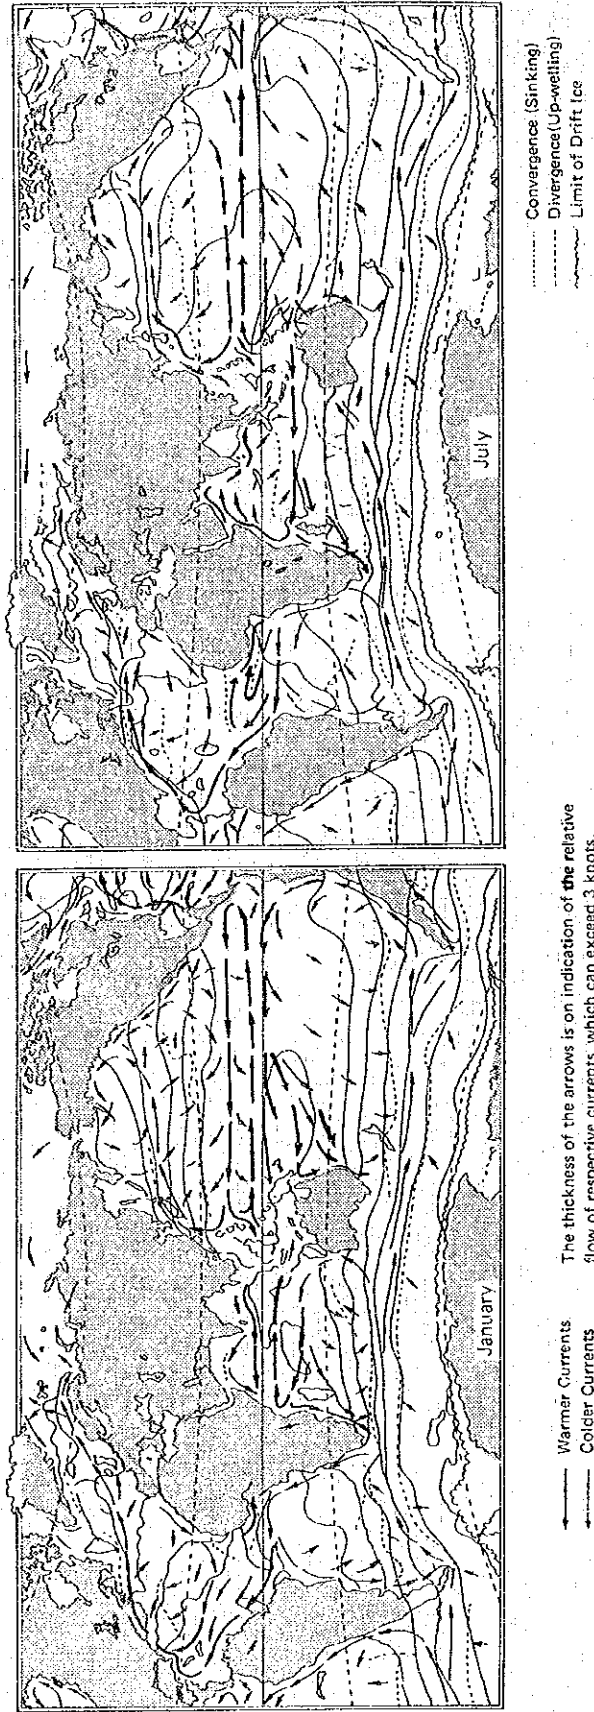 January
July
Warmer Currents
Colder Currents
The thickness of the arrows is on indication of the relative
flow of respective currents which can exceed 3 knots.
Convergence (Sinking)
Divergence(Up-welling)
Limit of Drift Ice